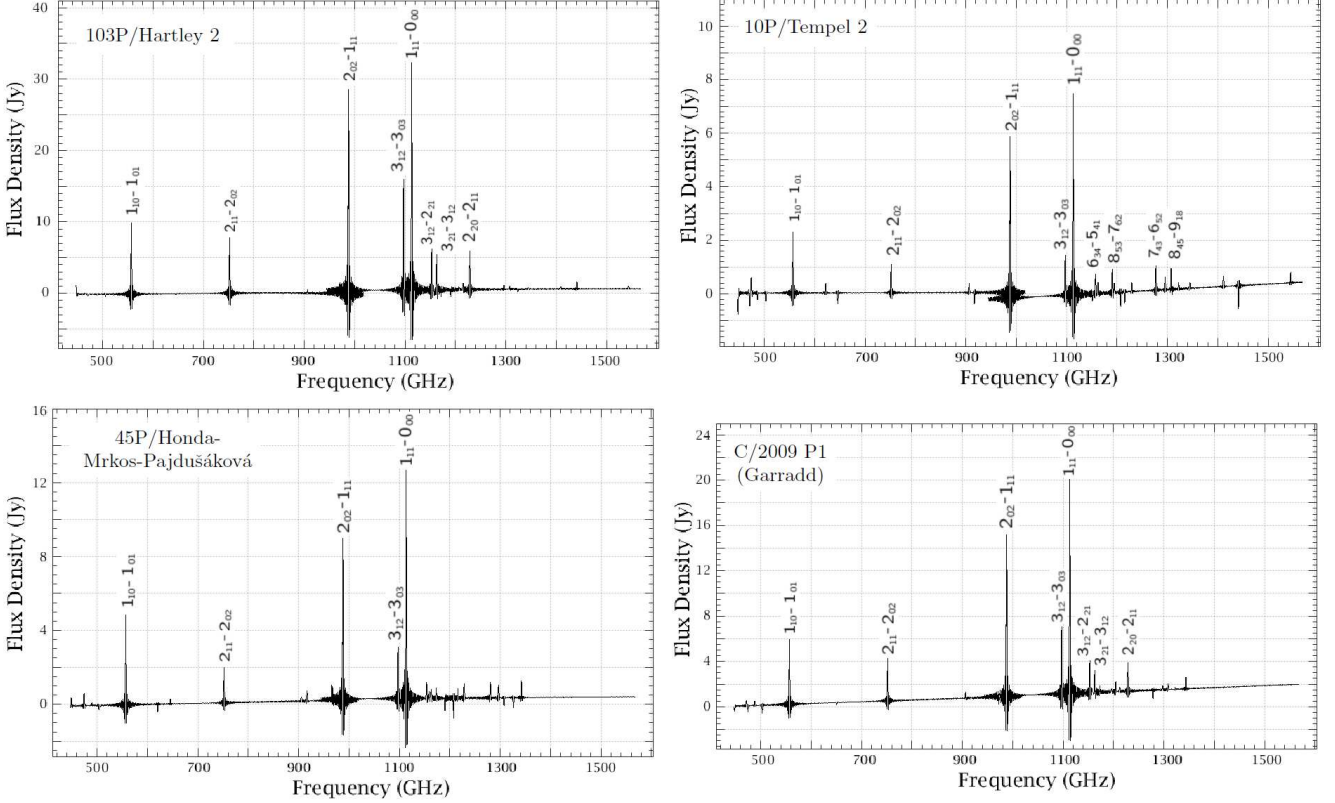 103P/Hartley 2
Flux Density (Jy)
40
30
20
10
0
1₁₀-1₀₁
2₁₁-2₀₂
2₀₂-1₁₁
3₁₂-3₀₃
1₁₁-0₀₀
3₁₂-2₂₁
3₂₁-3₁₂
2₂₀-2₁₁
500 700 900 1100 1300 1500
Frequency (GHz)
10P/Tempel 2
Flux Density (Jy)
10
8
6
4
2
0
1₁₀-1₀₁
2₁₁-2₀₂
2₀₂-1₁₁
3₁₂-3₀₃
1₁₁-0₀₀
6₃₄-5₄₁
8₅₃-7₆₂
7₄₃-6₅₂
8₄₅-9₁₈
500 700 900 1100 1300 1500
Frequency (GHz)
45P/Honda-
Mrkos-Pajdušáková
Flux Density (Jy)
16
12
8
4
0
1₁₀-1₀₁
2₁₁-2₀₂
2₀₂-1₁₁
3₁₂-3₀₃
1₁₁-0₀₀
500 700 900 1100 1300 1500
Frequency (GHz)
C/2009 P1
(Garradd)
Flux Density (Jy)
24
20
16
12
8
4
0
1₁₀-1₀₁
2₁₁-2₀₂
2₀₂-1₁₁
3₁₂-3₀₃
1₁₁-0₀₀
3₁₂-2₂₁
3₂₁-3₁₂
2₂₀-2₁₁
500 700 900 1100 1300 1500
Frequency (GHz)